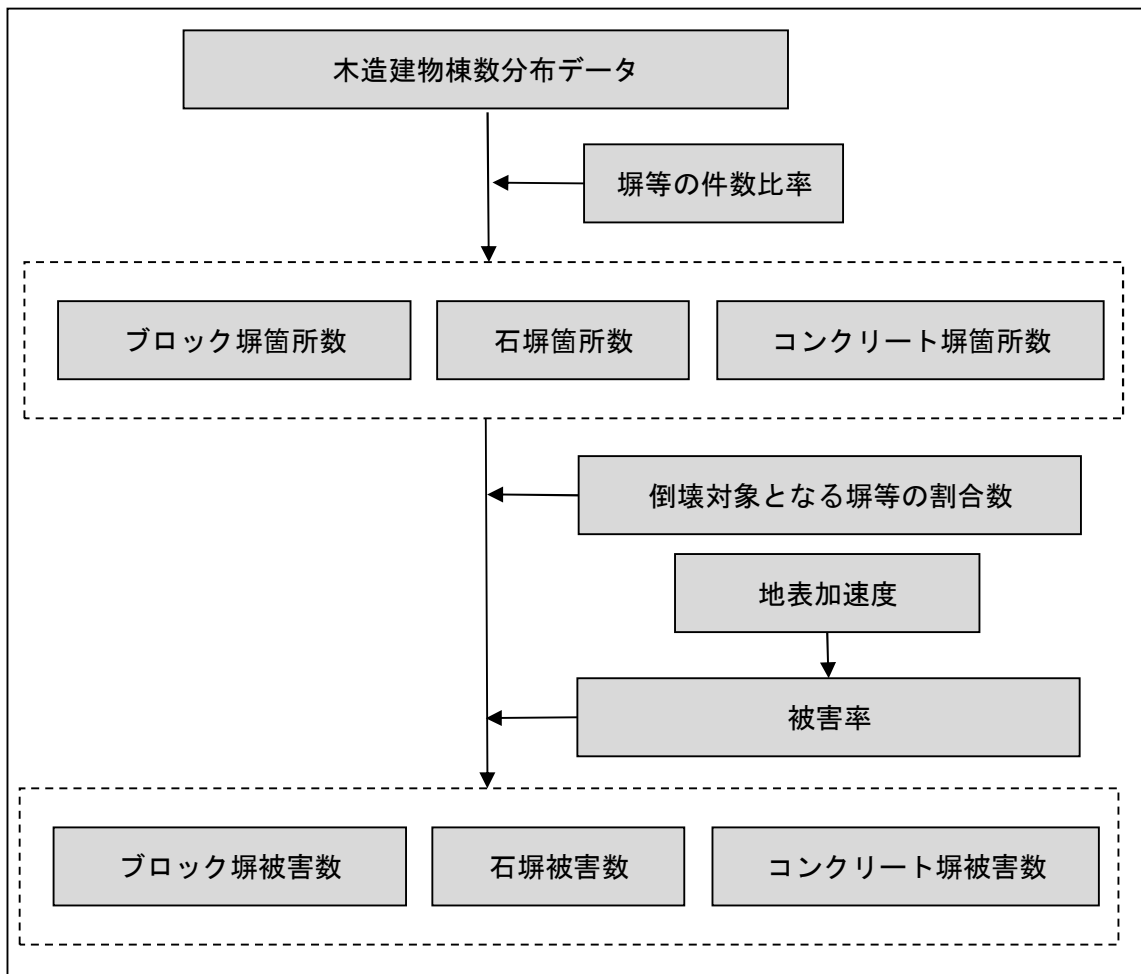 木造建物棟数分布データ
塀等の件数比率
ブロック塀箇所数
石塀箇所数
コンクリート塀箇所数
倒壊対象となる塀等の割合数
地表加速度
被害率
ブロック塀被害数
石塀被害数
コンクリート塀被害数